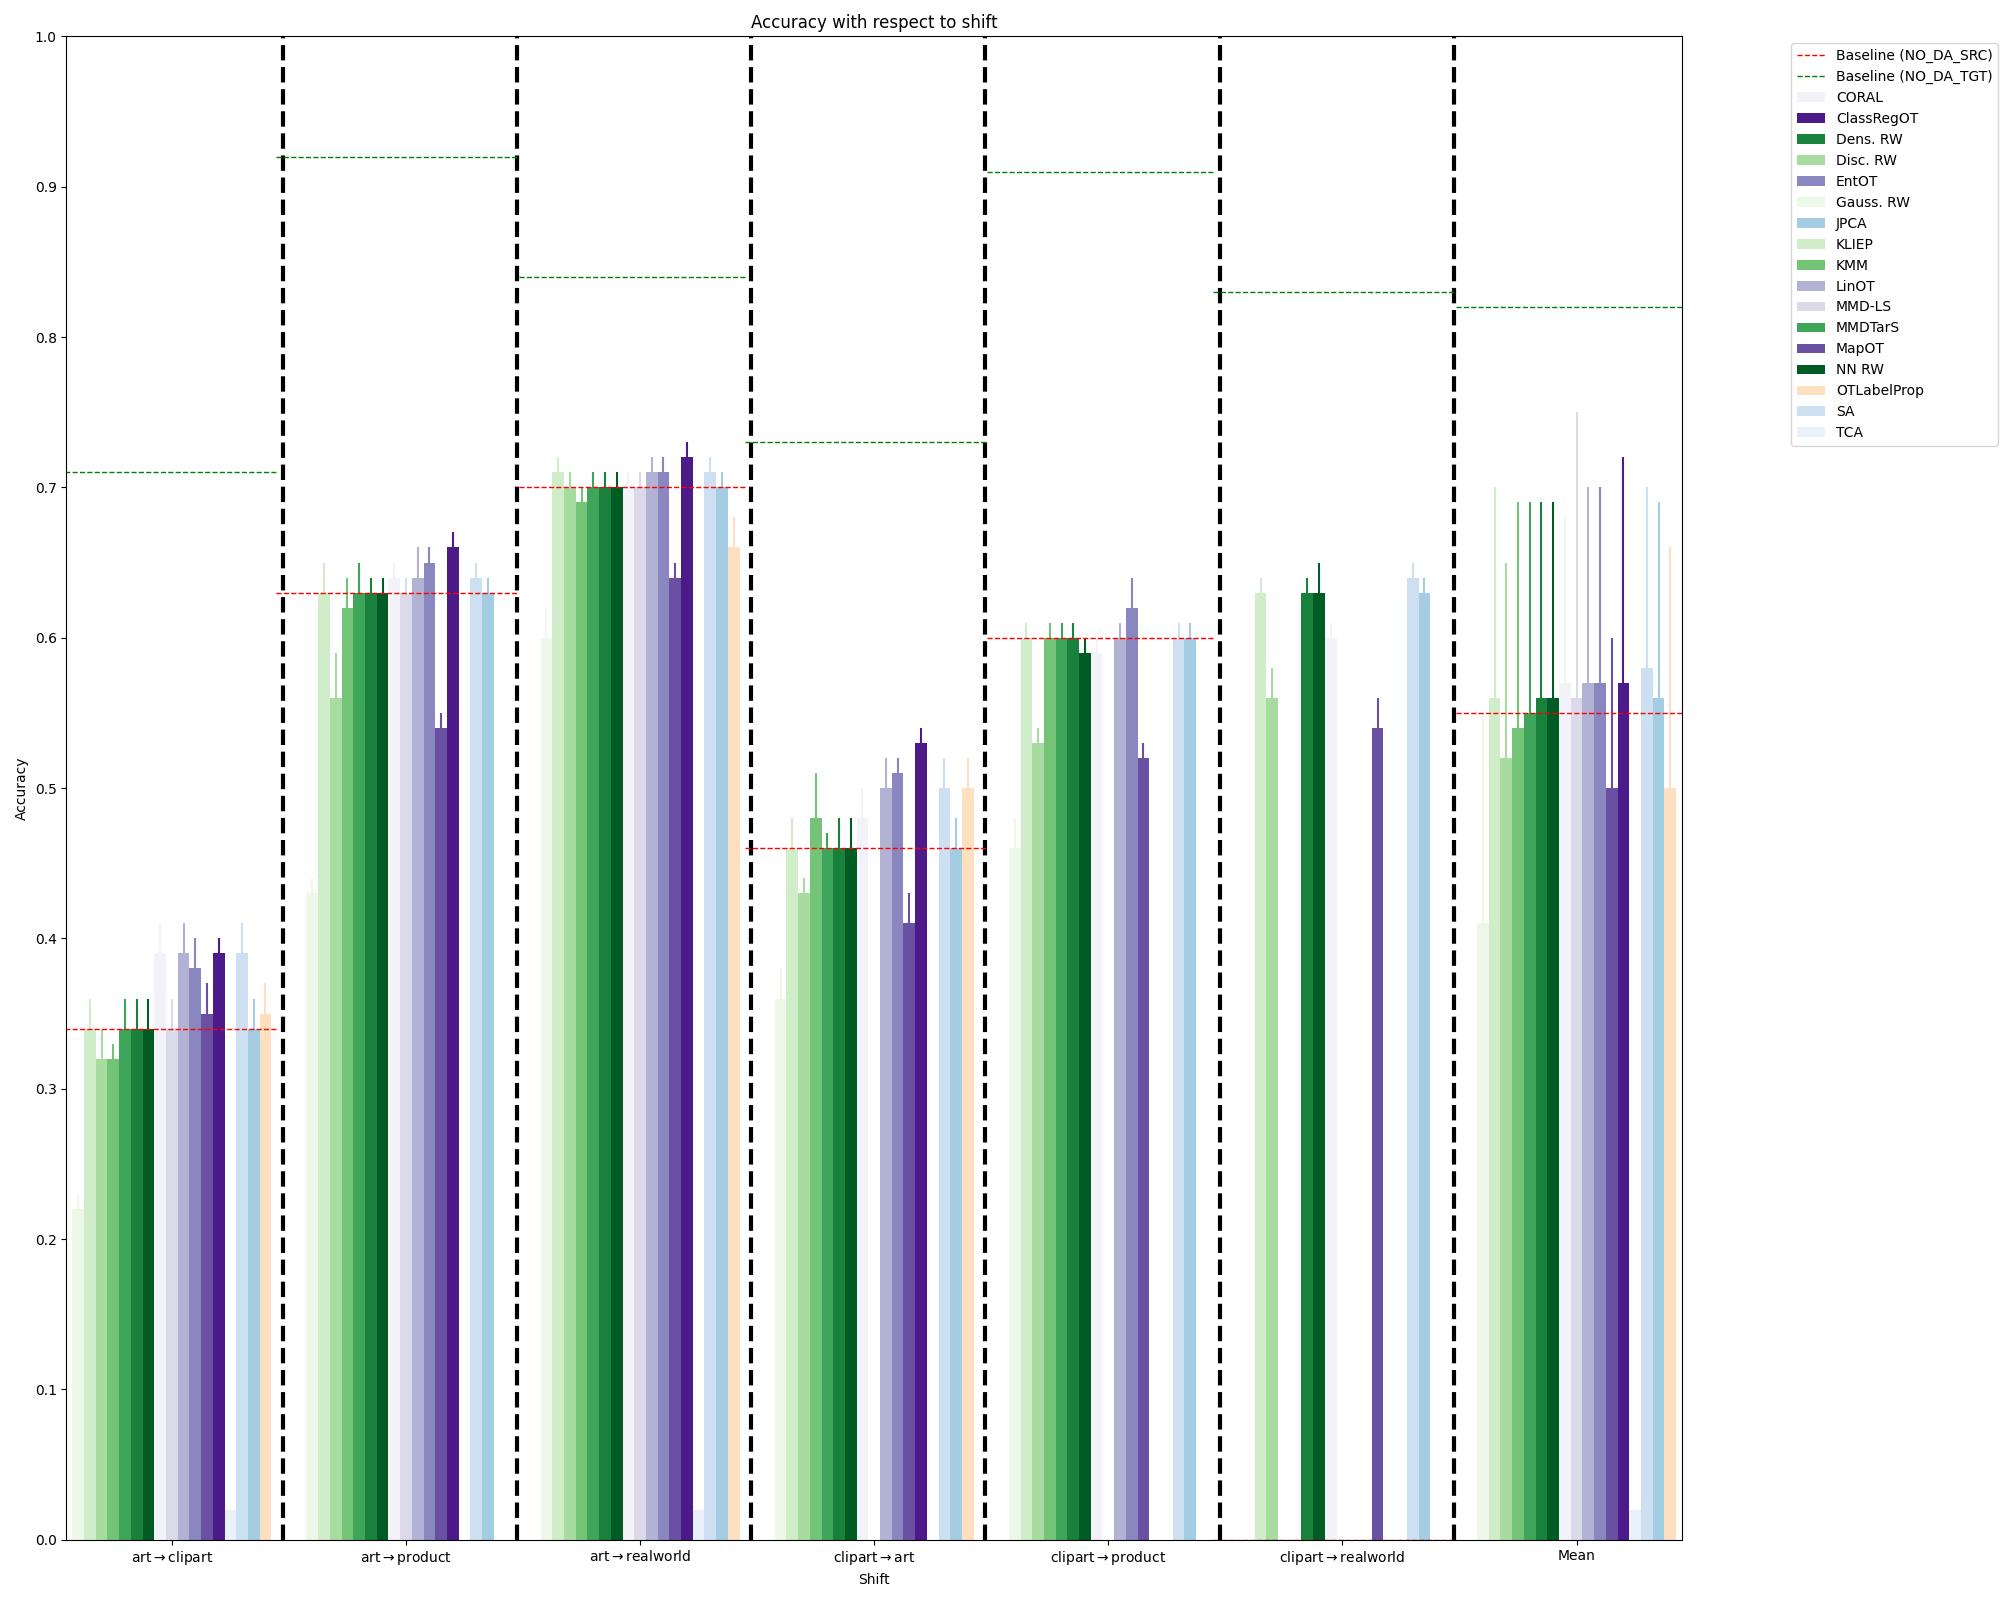 Accuracy with respect to shift
1.0
0.9
0.8
0.7
0.6
0.5
0.4
0.3
0.2
0.1
0.0
Accuracy
art→clipart
art→product
art→realworld
clipart→art
clipart→product
clipart→realworld
Mean
Shift
Baseline (NO_DA_SRC)
Baseline (NO_DA_TGT)
CORAL
ClassRegOT
Dens. RW
Disc. RW
EntOT
Gauss. RW
JPCA
KLIEP
KMM
LinOT
MMD-LS
MMDTarS
MapOT
NN RW
OTLabelProp
SA
TCA